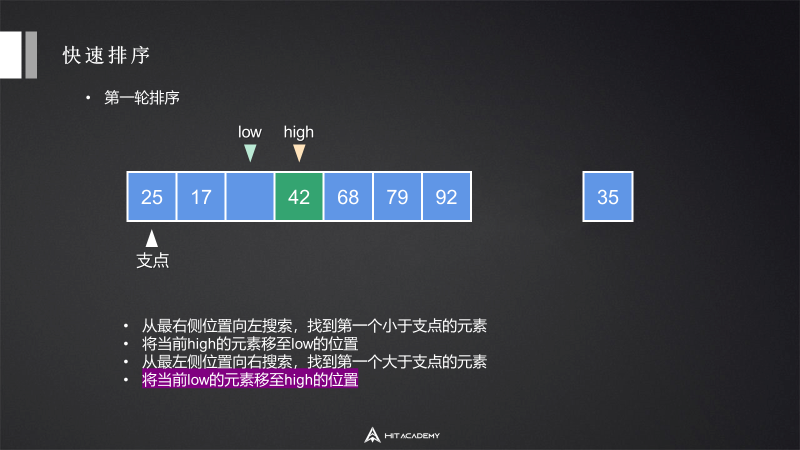 快速排序
• 第一轮排序
low high
25 17 42 68 79 92 35
支点
• 从最右侧位置向左搜索，找到第一个小于支点的元素
• 将当前high的元素移至low的位置
• 从最左侧位置向右搜索，找到第一个大于支点的元素
• 将当前low的元素移至high的位置
HIT ACADEMY